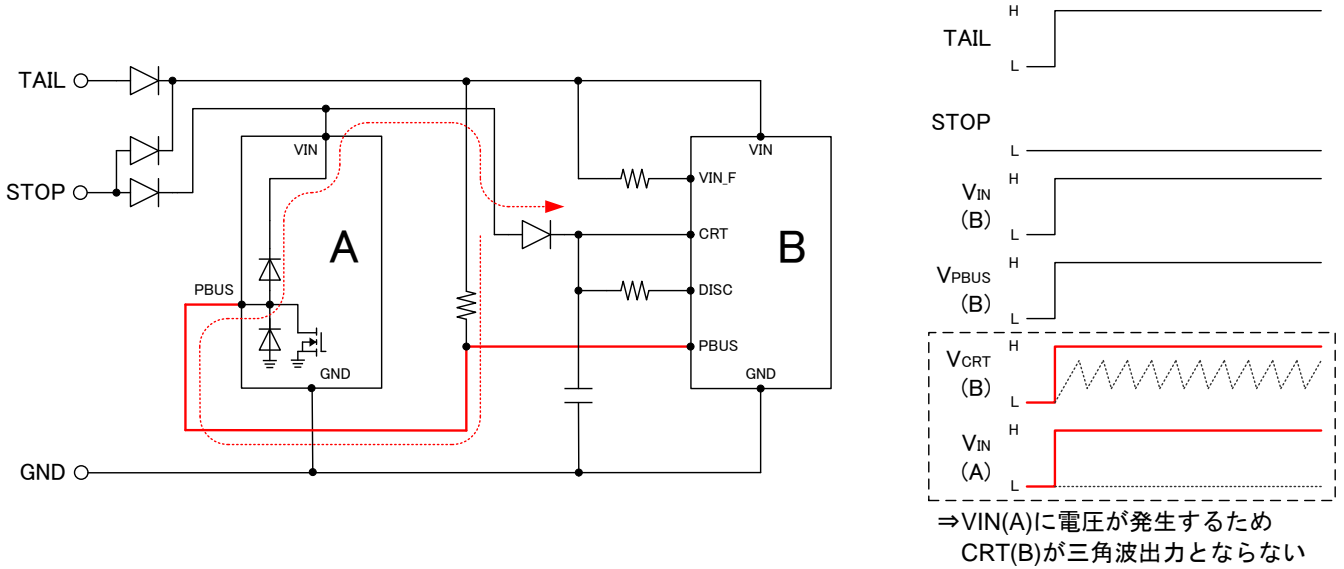 TAIL
STOP
GND
VIN
A
PBUS
GND
VIN
VIN_F
CRT
B
DISC
PBUS
GND
TAIL
H
L
STOP
L
VIN
(B)
H
L
VPBUS
(B)
H
L
VCRT
(B)
H
L
VIN
(A)
H
L
⇒VIN(A)に電圧が発生するため
CRT(B)が三角波出力とならない